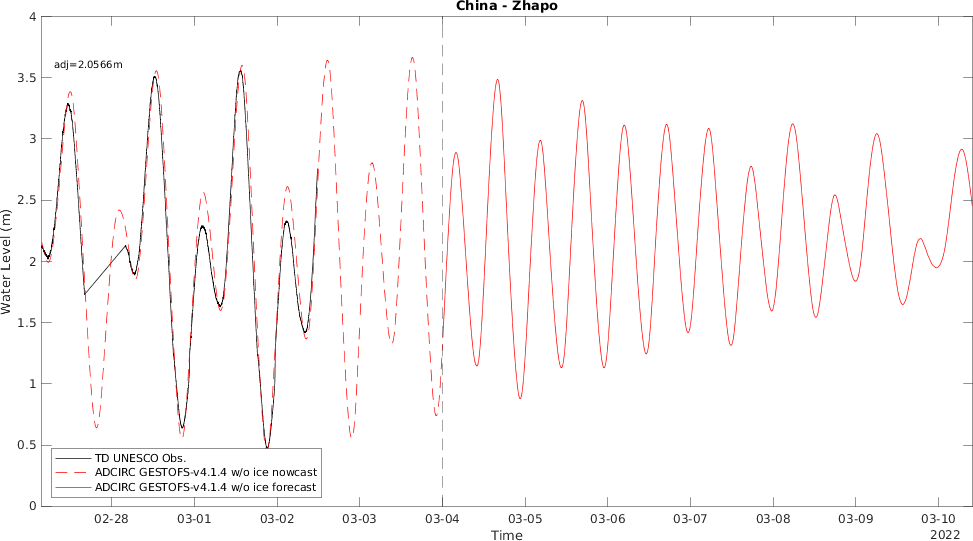 China - Zhapo
adj=2.0566m
Water Level (m)
4
3.5
3
2.5
2
1.5
1
0.5
0
TD UNESCO Obs.
ADCIRC GESTOFS-v4.1.4 w/o ice nowcast
ADCIRC GESTOFS-v4.1.4 w/o ice forecast
02-28 03-01 03-02 03-03 03-04 03-05 03-06 03-07 03-08 03-09 03-10
Time
2022